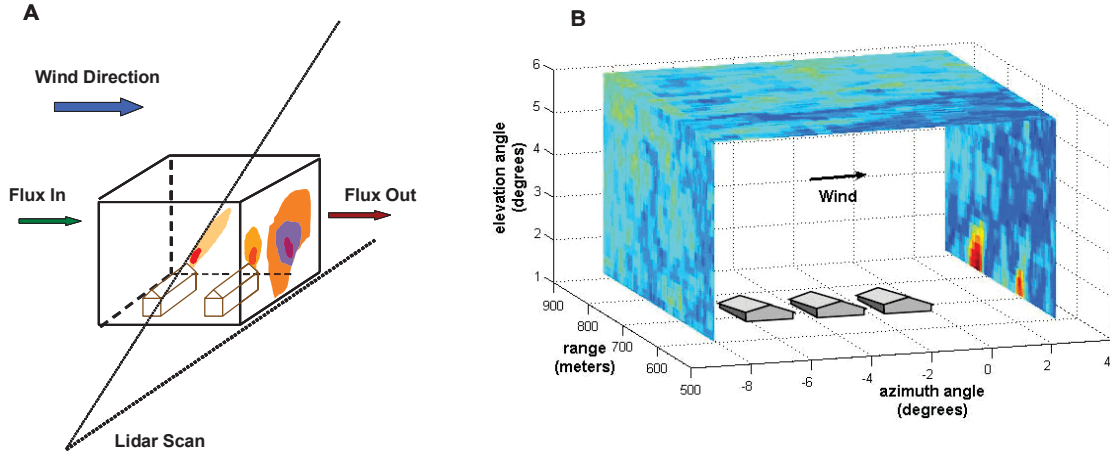 A
Wind Direction
Flux In
Flux Out
Lidar Scan
B
6
5
4
3
2
1
elevation angle
(degrees)
Wind
900
800
700
600
500
range
(meters)
-8
-6
-4
-2
0
2
4
azimuth angle
(degrees)